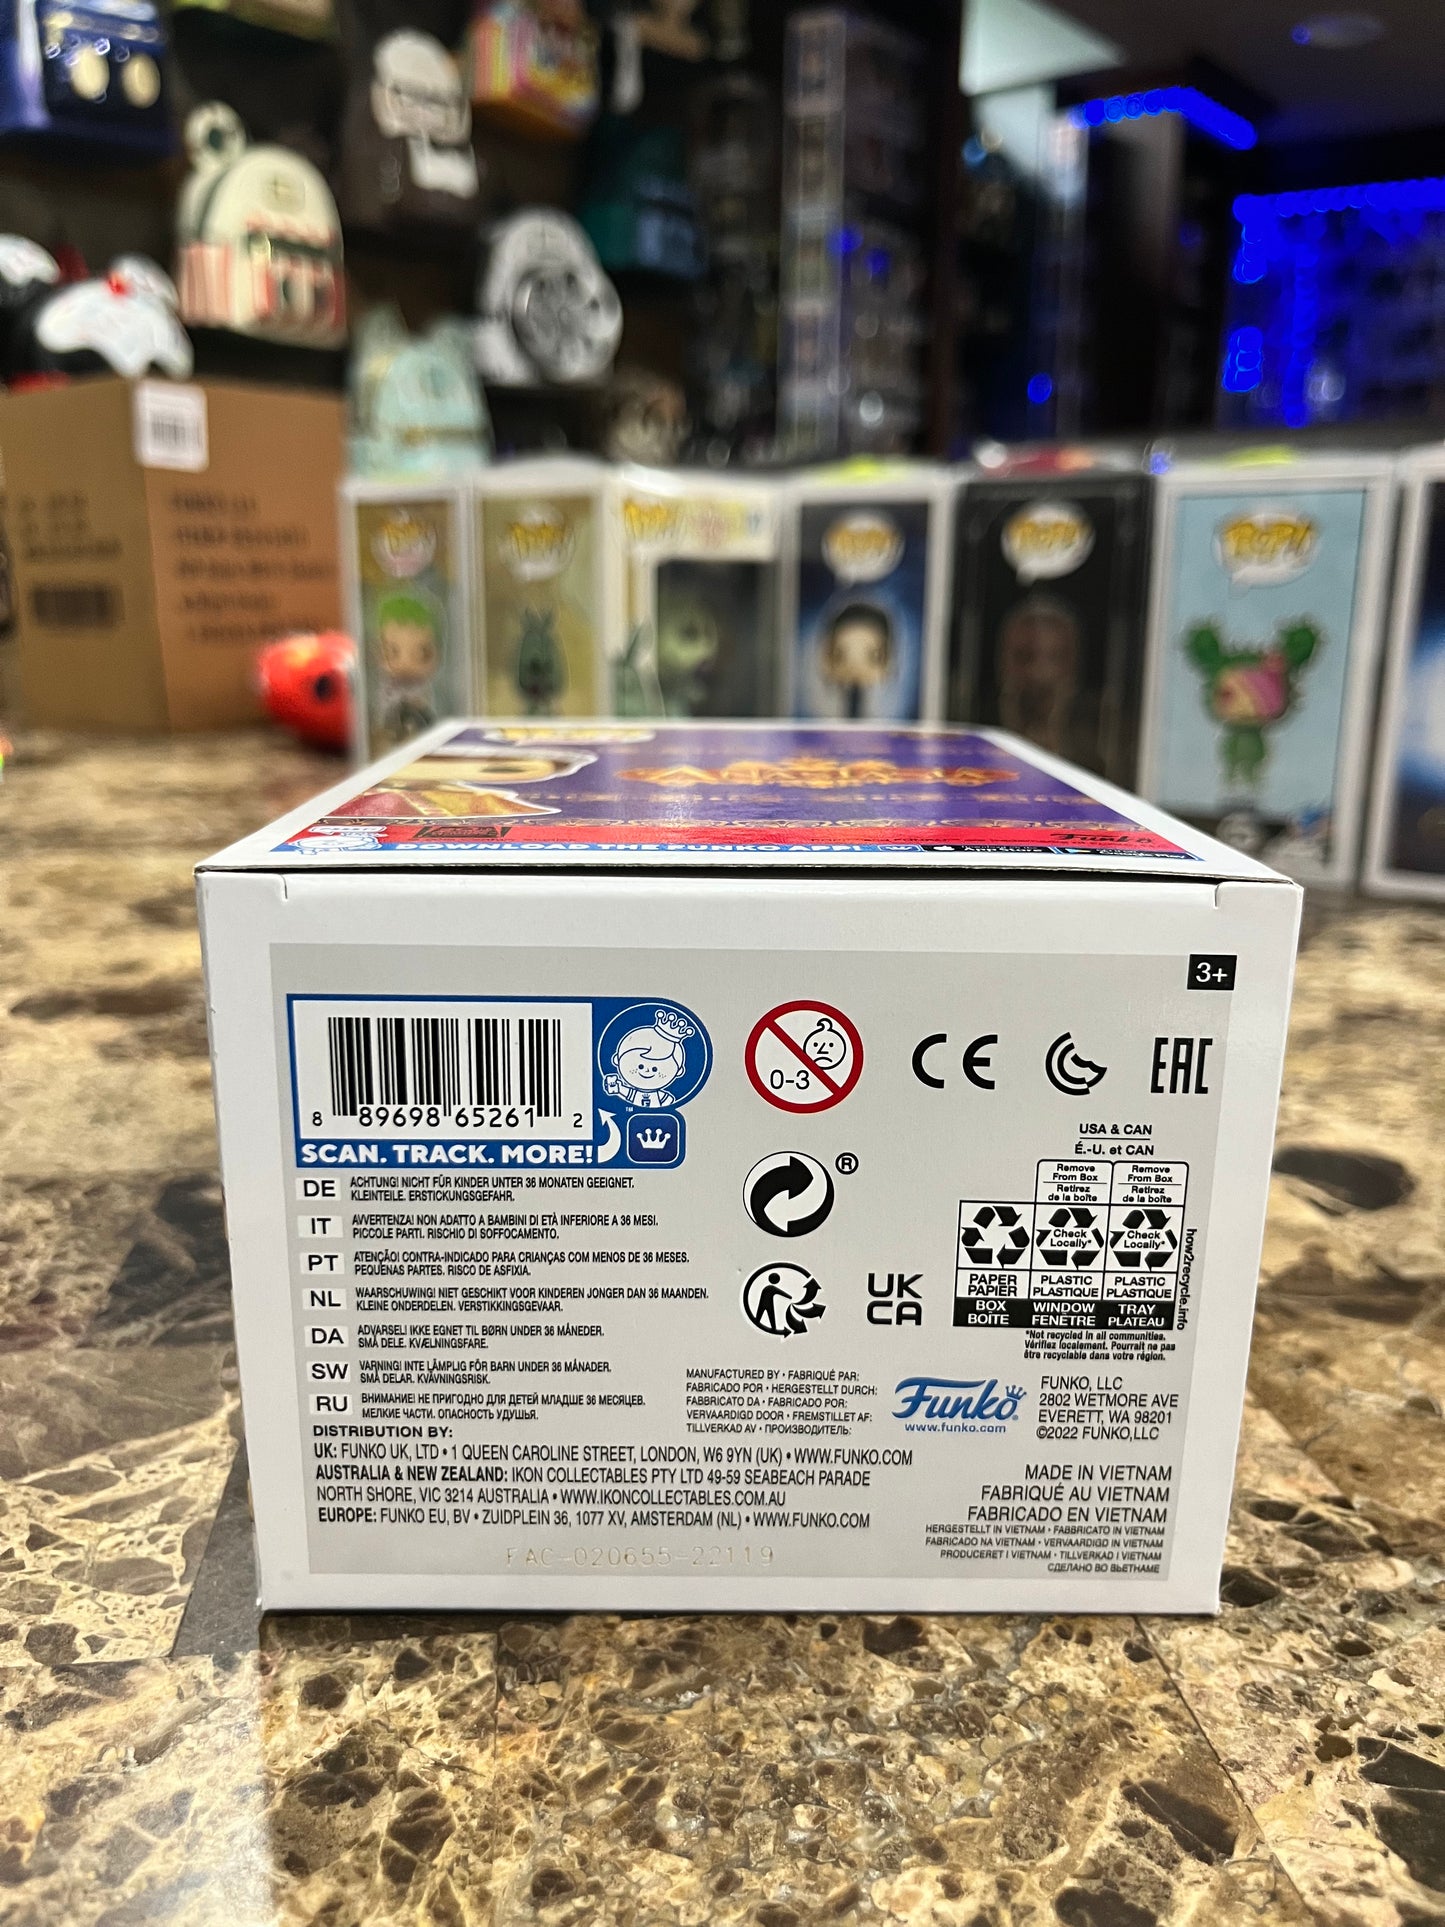 POP!
POP!
POP!
POP!
POP!
ANASTASIA
Funko
DOWNLOAD THE FUNKO APP!
3+
8 89698 65261 2
SCAN. TRACK. MORE!
™
0-3
CE
EAC
USA & CAN
É.-U. et CAN
Remove From Box
Retirez de la boîte
Remove From Box
Retirez de la boîte
Check Locally*
Check Locally*
PAPER PAPIER
PLASTIC PLASTIQUE
PLASTIC PLASTIQUE
BOX BOÎTE
WINDOW FENÊTRE
TRAY PLATEAU
how2recycle.info
*Not recycled in all communities.
Vérifiez localement. Pourrait ne pas
être recyclable dans votre région.
®
UK
CA
DE ACHTUNG! NICHT FÜR KINDER UNTER 36 MONATEN GEEIGNET.
KLEINTEILE. ERSTICKUNGSGEFAHR.
IT AVVERTENZA! NON ADATTO A BAMBINI DI ETÀ INFERIORE A 36 MESI.
PICCOLE PARTI. RISCHIO DI SOFFOCAMENTO.
PT ATENÇÃO! CONTRA-INDICADO PARA CRIANÇAS COM MENOS DE 36 MESES.
PEQUENAS PARTES. RISCO DE ASFIXIA.
NL WAARSCHUWING! NIET GESCHIKT VOOR KINDEREN JONGER DAN 36 MAANDEN.
KLEINE ONDERDELEN. VERSTIKKINGSGEVAAR.
DA ADVARSEL! IKKE EGNET TIL BØRN UNDER 36 MÅNEDER.
SMÅ DELE. KVÆLNINGSFARE.
SW VARNING! INTE LÄMPLIG FÖR BARN UNDER 36 MÅNADER.
SMÅ DELAR. KVÄVNINGSRISK.
RU ВНИМАНИЕ! НЕ ПРИГОДНО ДЛЯ ДЕТЕЙ МЛАДШЕ 36 МЕСЯЦЕВ.
МЕЛКИЕ ЧАСТИ. ОПАСНОСТЬ УДУШЬЯ.
MANUFACTURED BY • FABRIQUÉ PAR:
FABRICADO POR • HERGESTELLT DURCH:
FABBRICATO DA • FABRICADO POR:
VERVAARDIGD DOOR • FREMSTILLET AF:
TILLVERKAD AV • ПРОИЗВОДИТЕЛЬ:
Funko®
www.funko.com
FUNKO, LLC
2802 WETMORE AVE
EVERETT, WA 98201
©2022 FUNKO,LLC
DISTRIBUTION BY:
UK: FUNKO UK, LTD • 1 QUEEN CAROLINE STREET, LONDON, W6 9YN (UK) • WWW.FUNKO.COM
AUSTRALIA & NEW ZEALAND: IKON COLLECTABLES PTY LTD 49-59 SEABEACH PARADE
NORTH SHORE, VIC 3214 AUSTRALIA • WWW.IKONCOLLECTABLES.COM.AU
EUROPE: FUNKO EU, BV • ZUIDPLEIN 36, 1077 XV, AMSTERDAM (NL) • WWW.FUNKO.COM
MADE IN VIETNAM
FABRIQUÉ AU VIETNAM
FABRICADO EN VIETNAM
HERGESTELLT IN VIETNAM • FABBRICATO IN VIETNAM
FABRICADO NA VIETNAM • VERVAARDIGD IN VIETNAM
PRODUCERET I VIETNAM • TILLVERKAD I VIETNAM
СДЕЛАНО ВО ВЬЕТНАМЕ
FAC-020655-22119